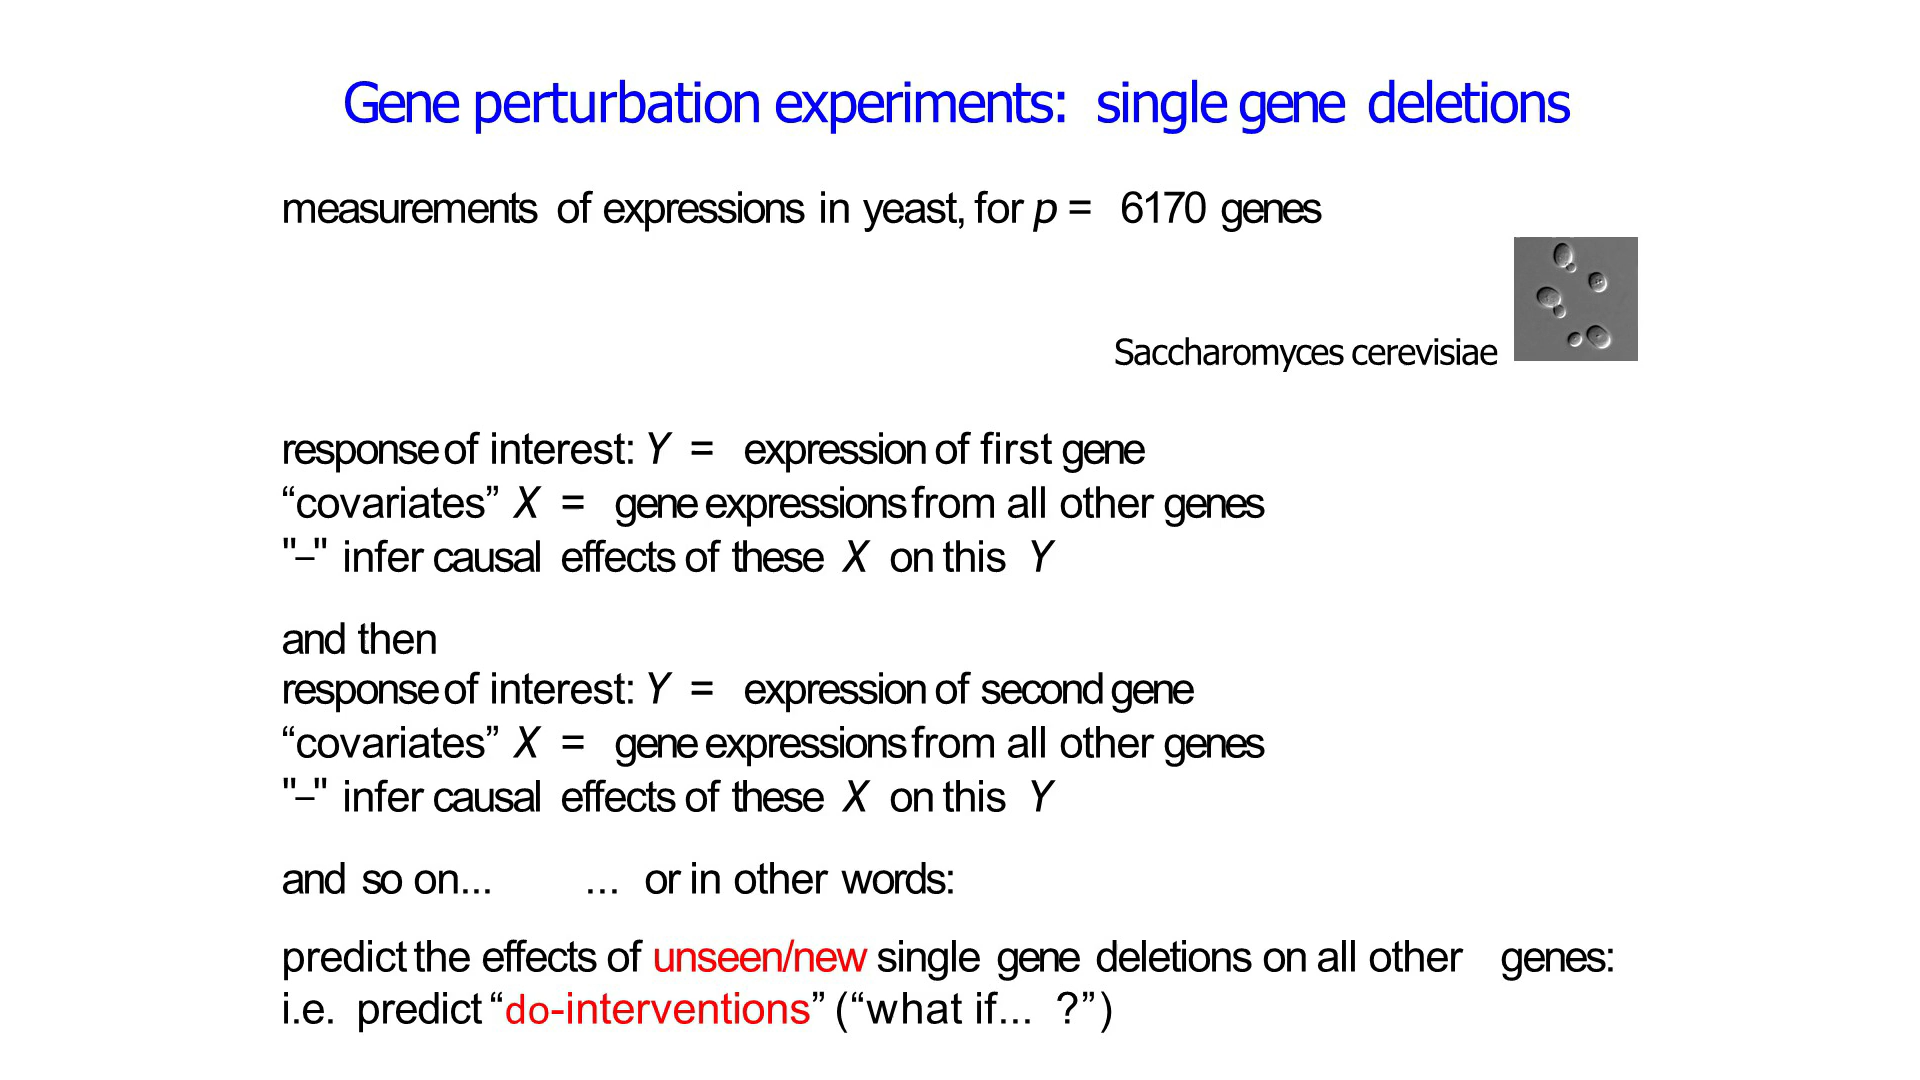 Gene perturbation experiments: single gene deletions
measurements of expressions in yeast, for p = 6170 genes
Saccharomyces cerevisiae
response of interest: Y = expression of first gene
“covariates” X = gene expressions from all other genes
"–" infer causal effects of these X on this Y
and then
response of interest: Y = expression of second gene
“covariates” X = gene expressions from all other genes
"–" infer causal effects of these X on this Y
and so on... ... or in other words:
predict the effects of unseen/new single gene deletions on all other genes:
i.e. predict “do-interventions” (“what if... ?”)